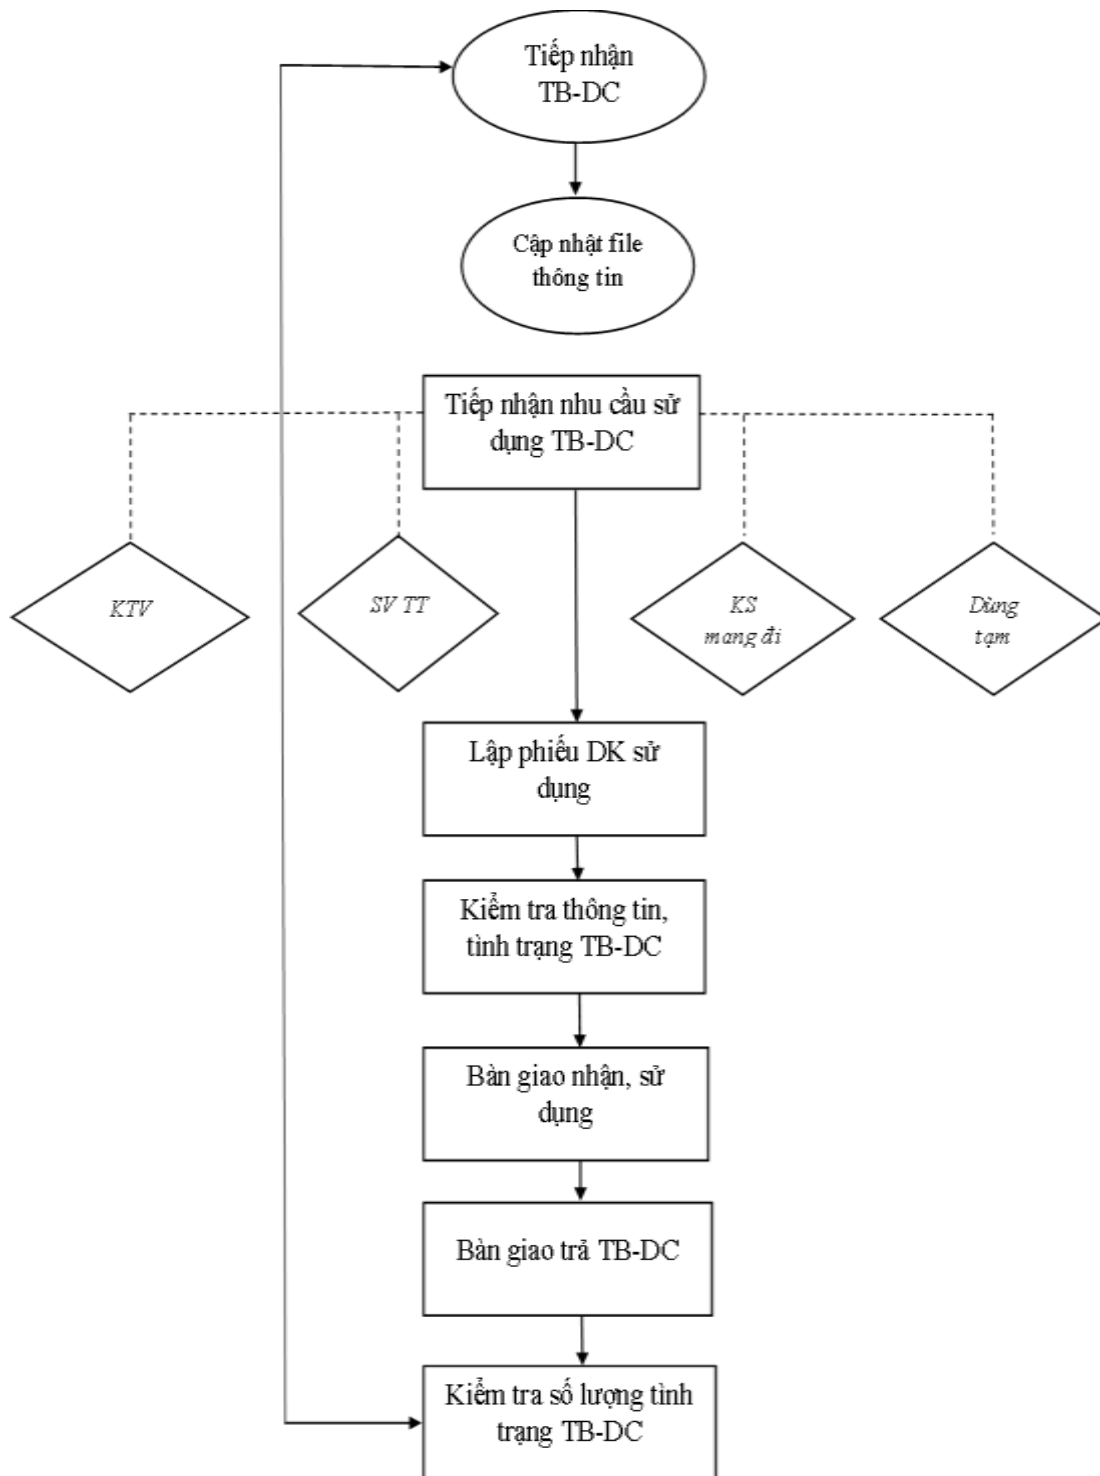 Tiếp nhận
TB-DC
Cập nhật file
thông tin
Tiếp nhận nhu cầu sử
dụng TB-DC
KTV
SV TT
KS
mang đi
Dùng
tạm
Lập phiếu DK sử
dụng
Kiểm tra thông tin,
tình trạng TB-DC
Bàn giao nhận, sử
dụng
Bàn giao trả TB-DC
Kiểm tra số lượng tình
trạng TB-DC